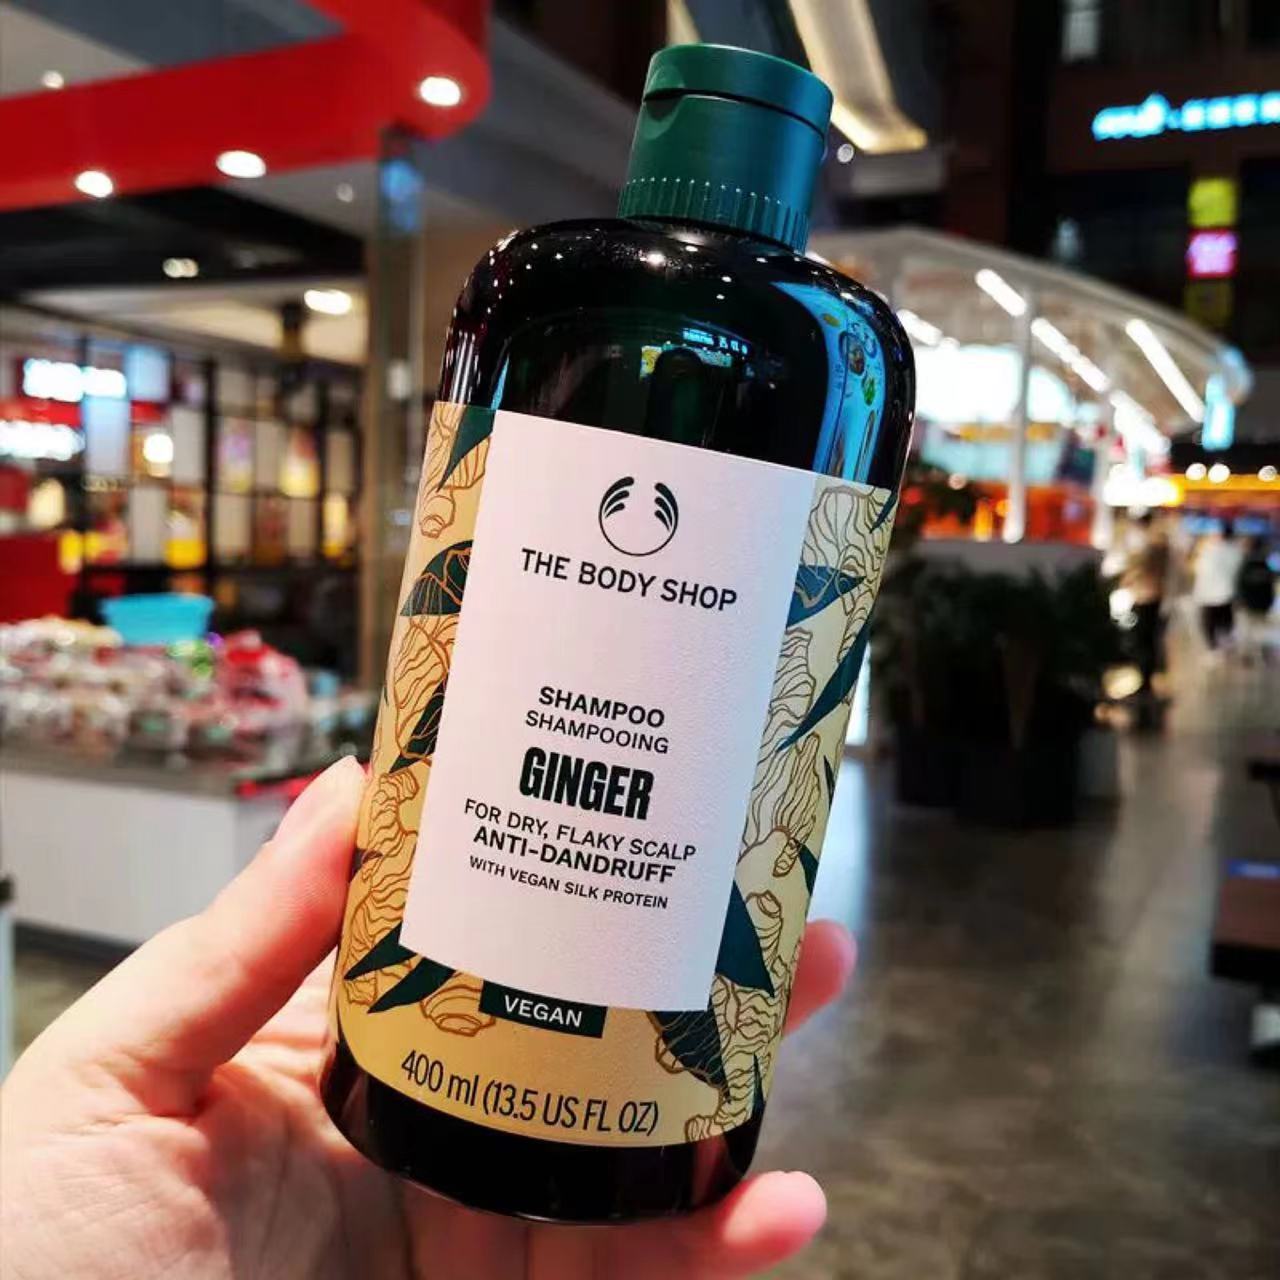 THE BODY SHOP
SHAMPOO
SHAMPOOING
GINGER
FOR DRY, FLAKY SCALP
ANTI-DANDRUFF
WITH VEGAN SILK PROTEIN
VEGAN
400 ml (13.5 US FL OZ)